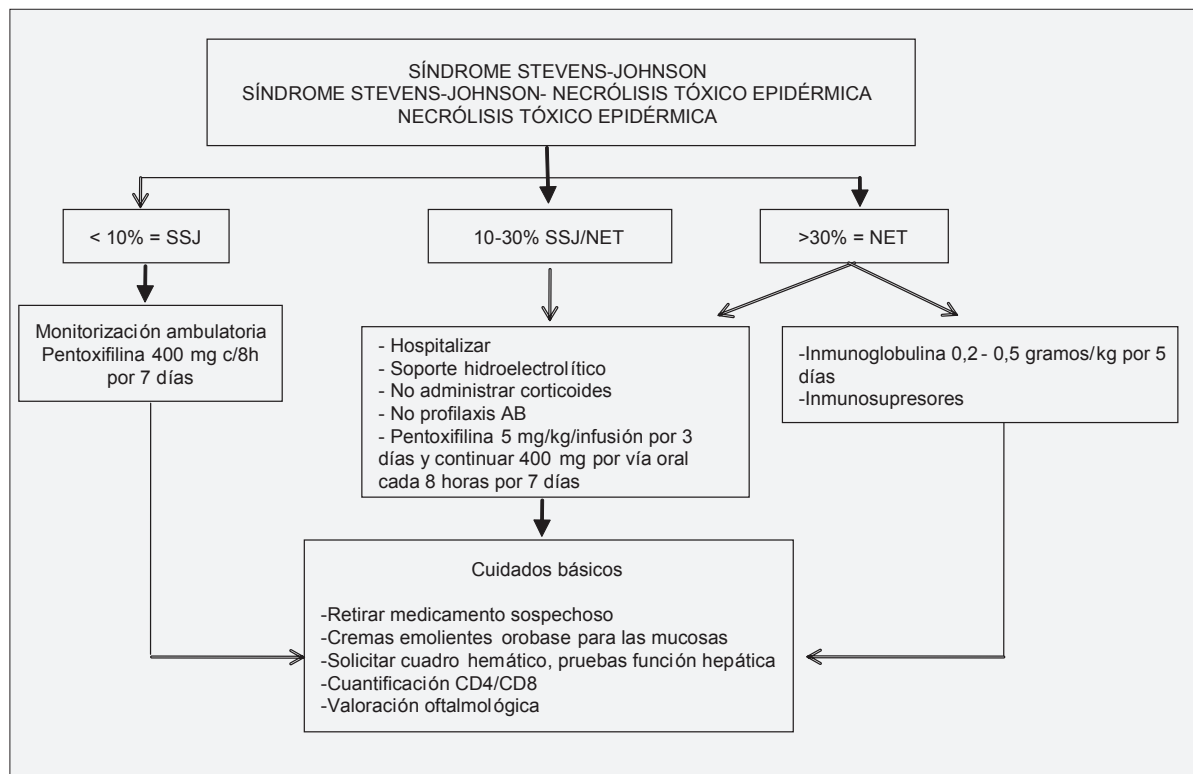 SÍNDROME STEVENS-JOHNSON
SÍNDROME STEVENS-JOHNSON- NECRÓLISIS TÓXICO EPIDÉRMICA
NECRÓLISIS TÓXICO EPIDÉRMICA
< 10% = SSJ
10-30% SSJ/NET
>30% = NET
Monitorización ambulatoria
Pentoxifilina 400 mg c/8h
por 7 días
- Hospitalizar
- Soporte hidroelectrolítico
- No administrar corticoides
- No profilaxis AB
- Pentoxifilina 5 mg/kg/infusión por 3
días y continuar 400 mg por vía oral
cada 8 horas por 7 días
-Inmunoglobulina 0,2 - 0,5 gramos/kg por 5
días
-Inmunosupresores
Cuidados básicos
-Retirar medicamento sospechoso
-Cremas emolientes orobase para las mucosas
-Solicitar cuadro hemático, pruebas función hepática
-Cuantificación CD4/CD8
-Valoración oftalmológica